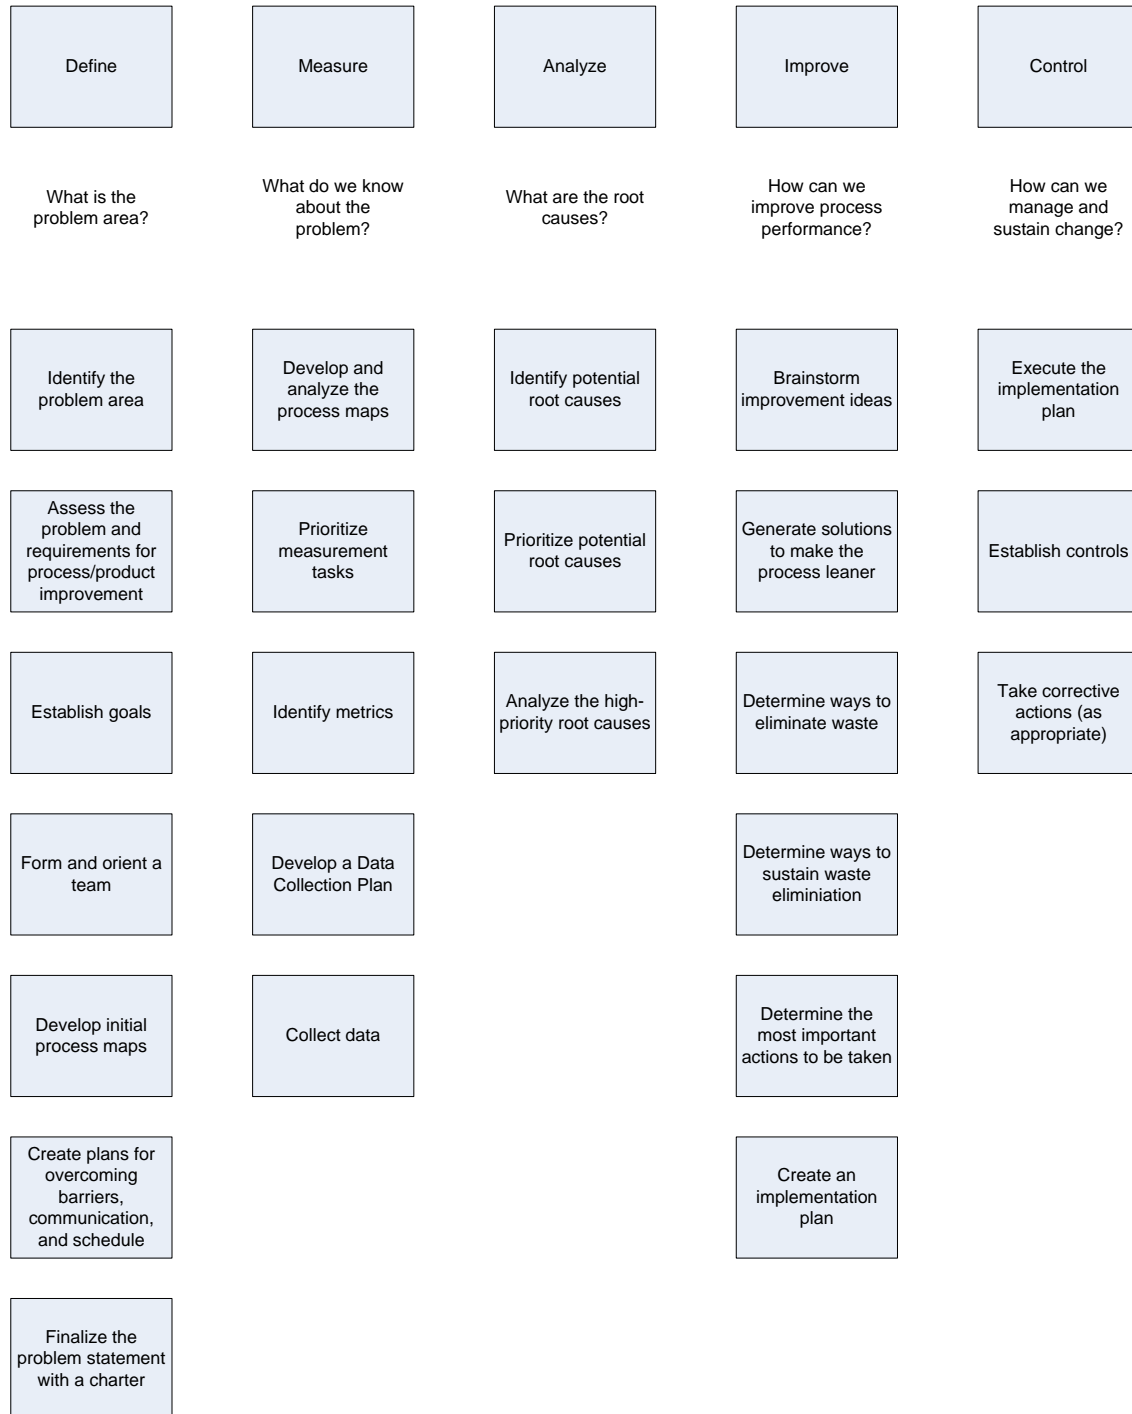 Define
Measure
Analyze
Improve
Control
What is the
problem area?
What do we know
about the
problem?
What are the root
causes?
How can we
improve process
performance?
How can we
manage and
sustain change?
Identify the
problem area
Develop and
analyze the
process maps
Identify potential
root causes
Brainstorm
improvement ideas
Execute the
implementation
plan
Assess the
problem and
requirements for
process/product
improvement
Prioritize
measurement
tasks
Prioritize potential
root causes
Generate solutions
to make the
process leaner
Establish controls
Establish goals
Identify metrics
Analyze the high-
priority root causes
Determine ways to
eliminate waste
Take corrective
actions (as
appropriate)
Form and orient a
team
Develop a Data
Collection Plan
Determine ways to
sustain waste
eliminiation
Develop initial
process maps
Collect data
Determine the
most important
actions to be taken
Create plans for
overcoming
barriers,
communication,
and schedule
Create an
implementation
plan
Finalize the
problem statement
with a charter